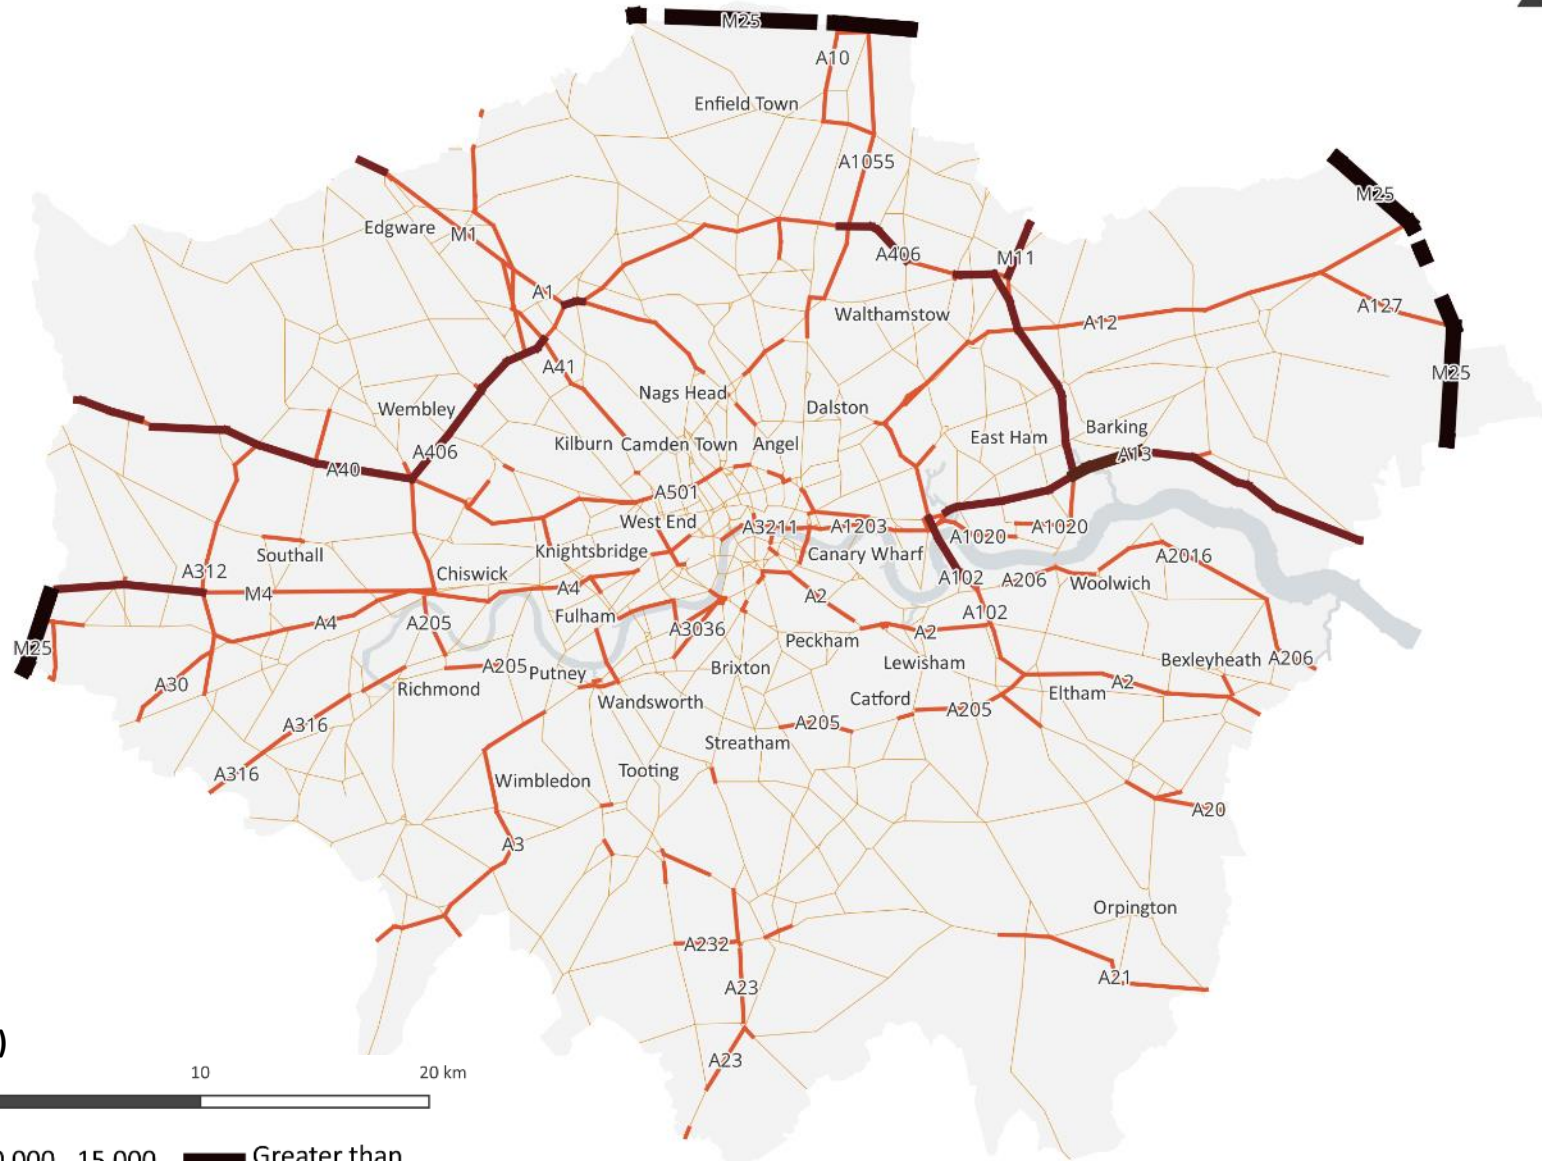 M25
A10
Enfield Town
A1055
M25
Edgware
M1
A406
M11
A1
Walthamstow
A12
A127
A41
M25
Nags Head
Wembley
Dalston
Kilburn
Camden Town
Angel
East Ham
Barking
A406
A13
A40
A501
West End
A3211
A1203
A1020
A1020
Southall
Knightsbridge
Canary Wharf
A2016
A312
Chiswick
A102
A206
Woolwich
M4
A4
A4
A205
Fulham
A2
A102
M25
A3036
Peckham
A2
Lewisham
Bexleyheath
A206
A30
A205
Putney
Brixton
Richmond
Wandsworth
Catford
A205
Eltham
A2
A316
A205
Streatham
A316
Wimbledon
Tooting
A20
A3
Orpington
A232
A21
A23
A23
)
10
20 km
000 - 15,000
Greater than